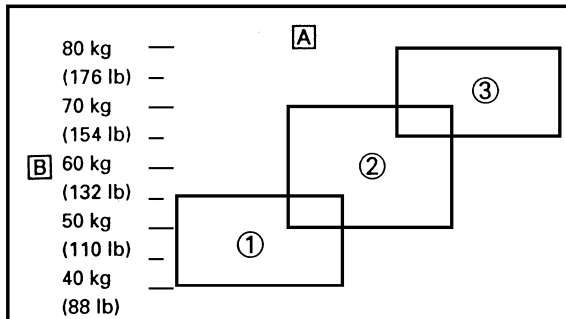 80 kg
A
(176 lb)
③
70 kg
(154 lb)
B 60 kg
②
(132 lb)
50 kg
①
(110 lb)
40 kg
(88 lb)